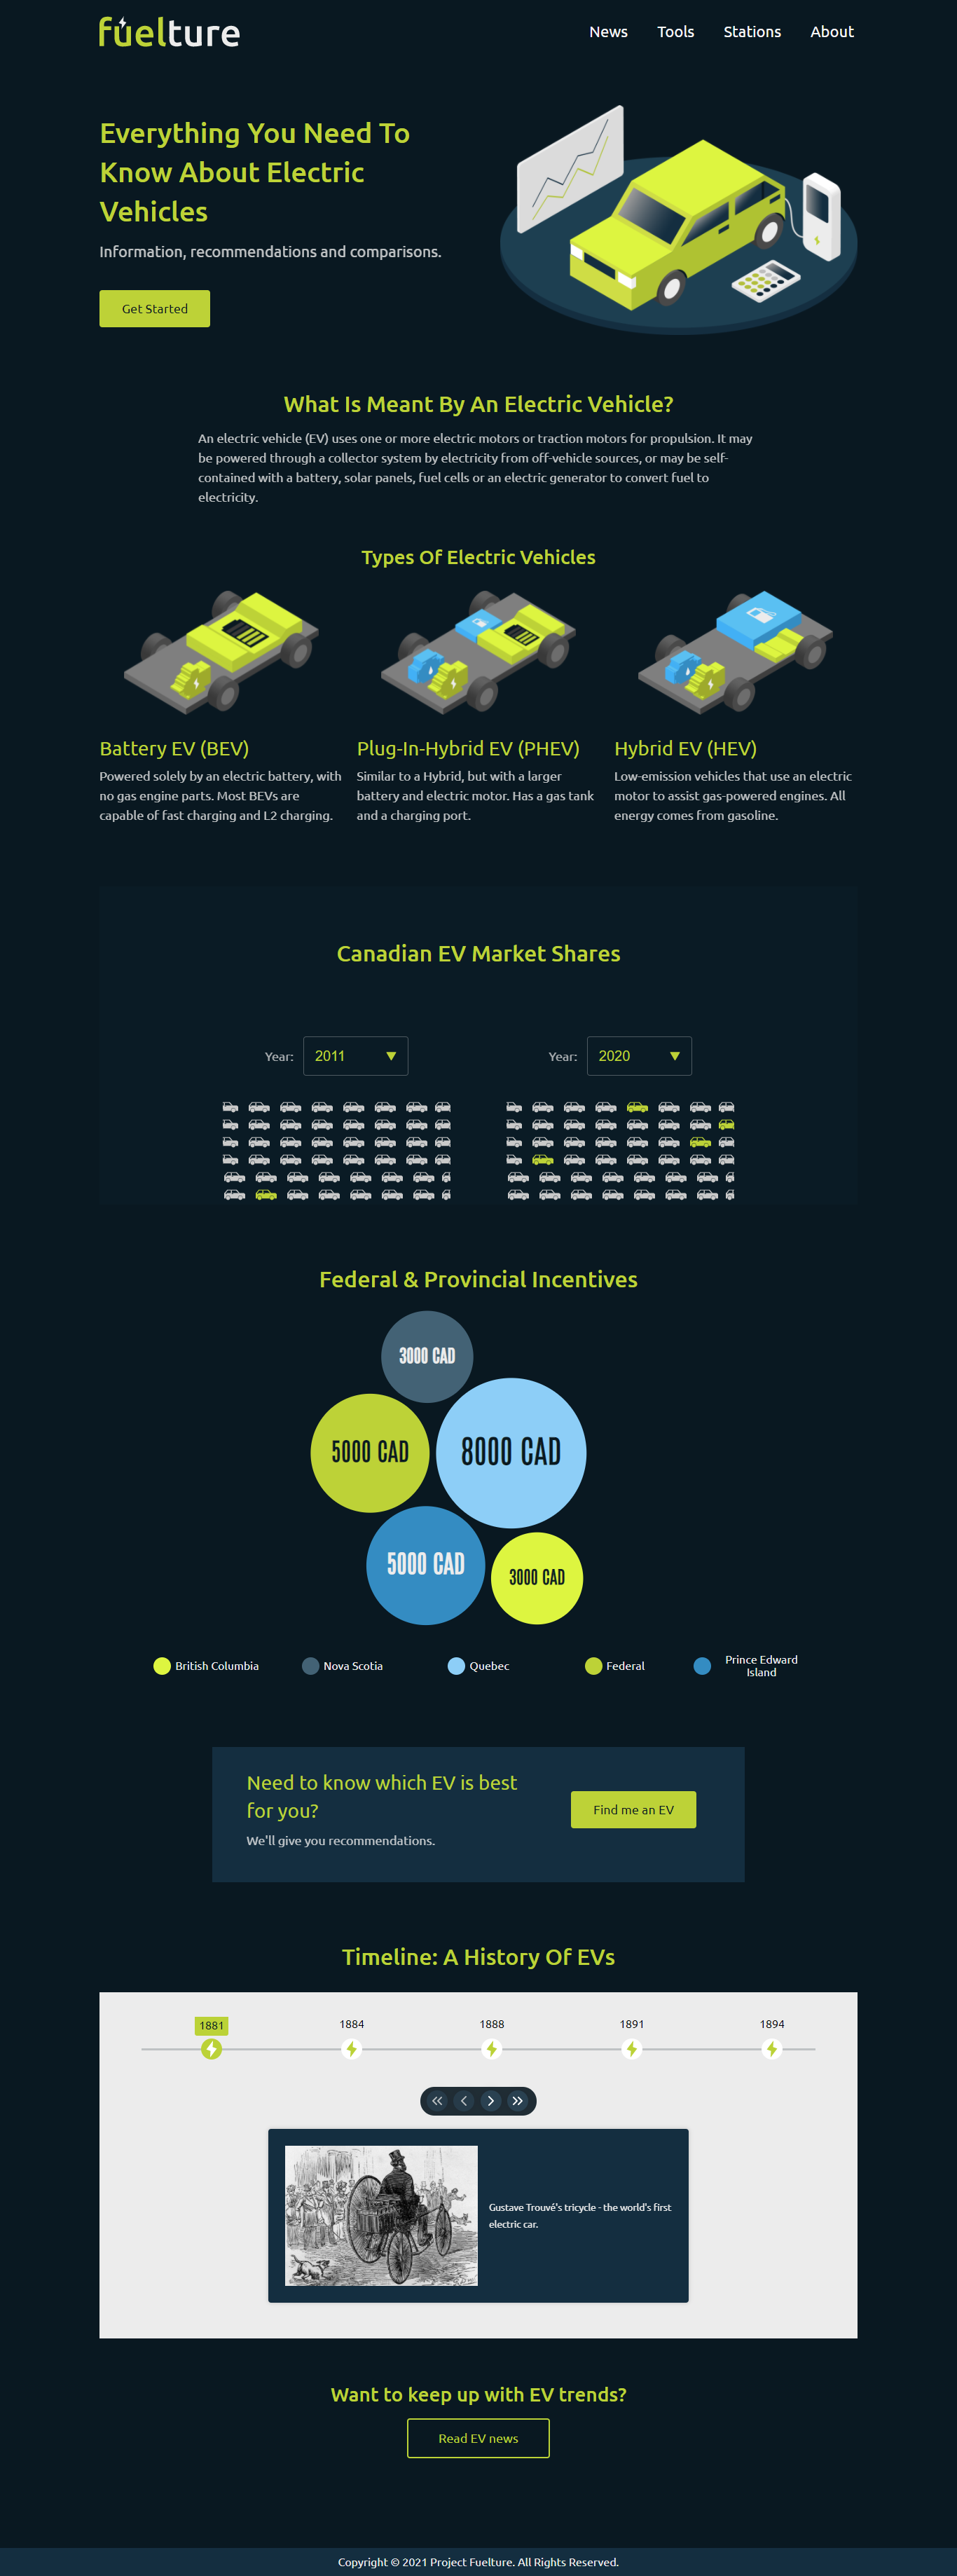 fuelture
News Tools Stations About
Everything You Need To
Know About Electric
Vehicles
Information, recommendations and comparisons.
Get Started
What Is Meant By An Electric Vehicle?
An electric vehicle (EV) uses one or more electric motors or traction motors for propulsion. It may
be powered through a collector system by electricity from off-vehicle sources, or may be self-
contained with a battery, solar panels, fuel cells or an electric generator to convert fuel to
electricity.
Types Of Electric Vehicles
Battery EV (BEV)
Powered solely by an electric battery, with
no gas engine parts. Most BEVs are
capable of fast charging and L2 charging.
Plug-In-Hybrid EV (PHEV)
Similar to a Hybrid, but with a larger
battery and electric motor. Has a gas tank
and a charging port.
Hybrid EV (HEV)
Low-emission vehicles that use an electric
motor to assist gas-powered engines. All
energy comes from gasoline.
Canadian EV Market Shares
Year: 2011
Year: 2020
Federal & Provincial Incentives
3000 CAD
5000 CAD
8000 CAD
5000 CAD
3000 CAD
British Columbia
Nova Scotia
Quebec
Federal
Prince Edward
Island
Need to know which EV is best
for you?
We'll give you recommendations.
Find me an EV
Timeline: A History Of EVs
1881 1884 1888 1891 1894
Gustave Trouvé's tricycle - the world's first
electric car.
Want to keep up with EV trends?
Read EV news
Copyright © 2021 Project Fuelture. All Rights Reserved.